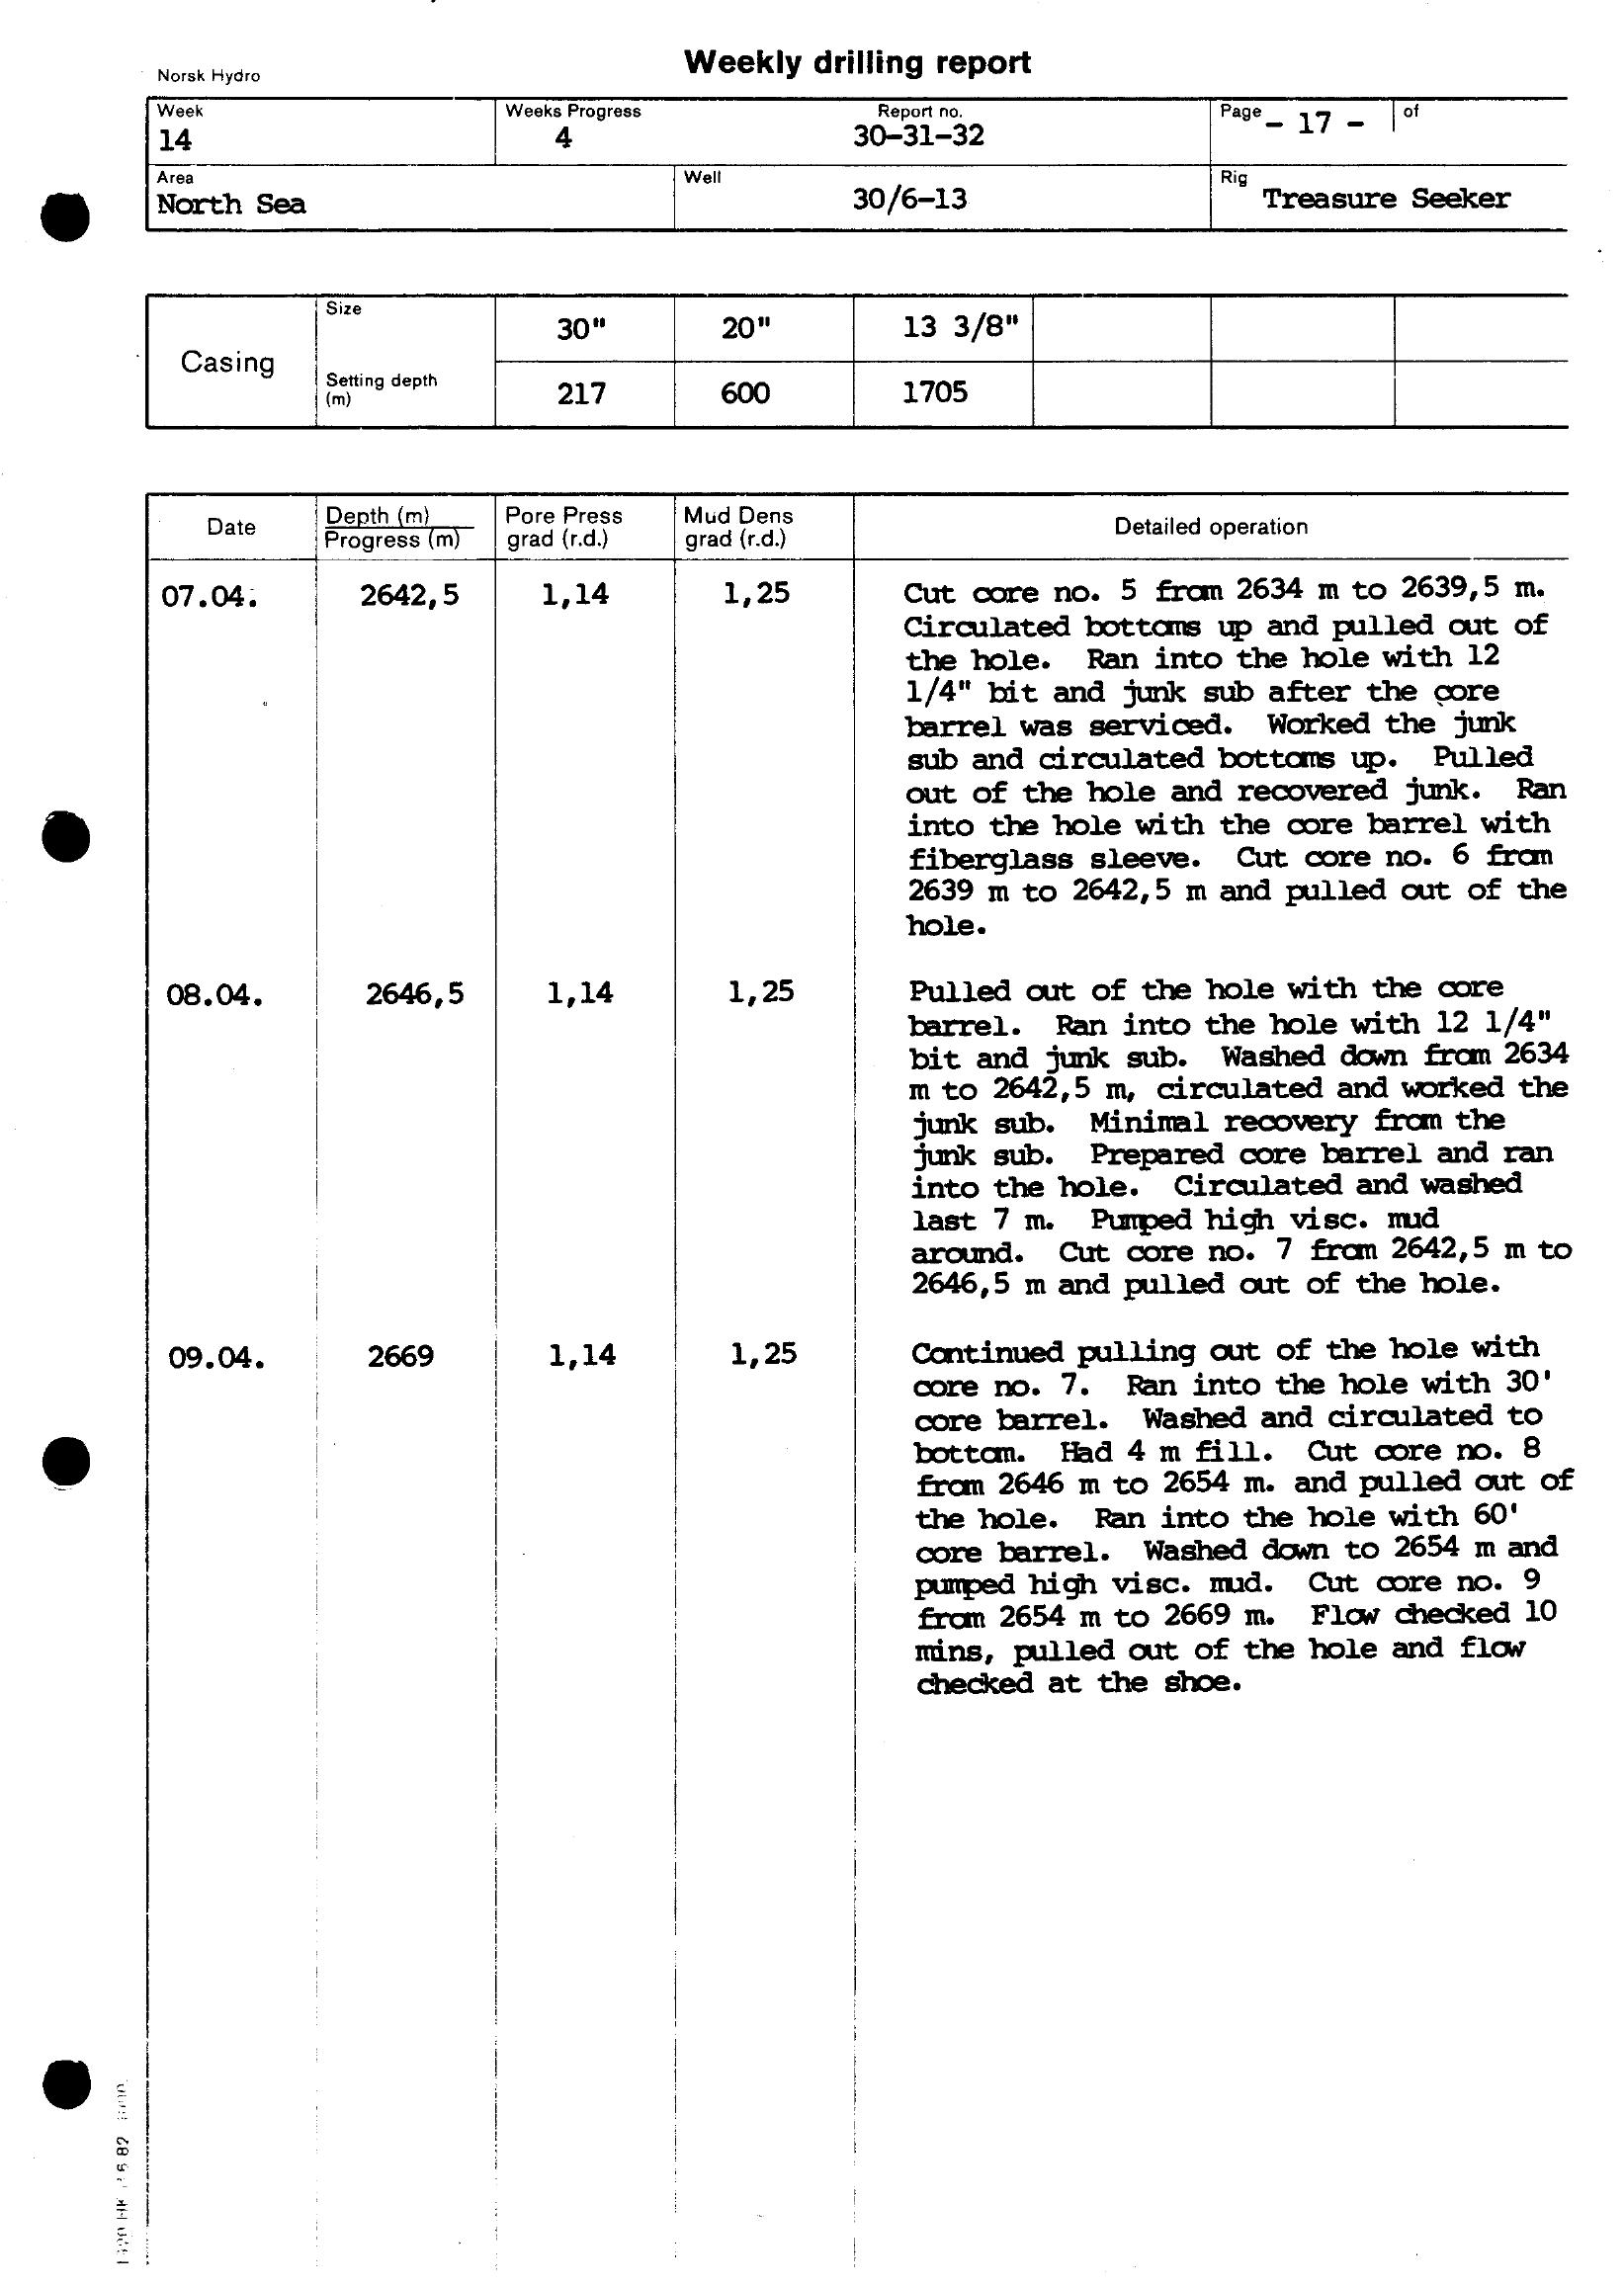 Weekly drilling report
Norsk Hydro
Week Weeks Progress Report no. Page - 17 - of
14 4 30-31-32
Area Well Rig
North Sea 30/6-13 Treasure Seeker
Casing
Size 30" 20" 13 3/8"
Setting depth
(m) 217 600 1705
Date Depth (m) Pore Press Mud Dens Detailed operation
Progress (m) grad (r.d.) grad (r.d.)
07.04. 2642,5 1,14 1,25 Cut core no. 5 from 2634 m to 2639,5 m.
Circulated bottoms up and pulled out of
the hole. Ran into the hole with 12
1/4" bit and junk sub after the core
barrel was serviced. Worked the junk
sub and circulated bottoms up. Pulled
out of the hole and recovered junk. Ran
into the hole with the core barrel with
fiberglass sleeve. Cut core no. 6 from
2639 m to 2642,5 m and pulled out of the
hole.
08.04. 2646,5 1,14 1,25 Pulled out of the hole with the core
barrel. Ran into the hole with 12 1/4"
bit and junk sub. Washed down from 2634
m to 2642,5 m, circulated and worked the
junk sub. Minimal recovery from the
junk sub. Prepared core barrel and ran
into the hole. Circulated and washed
last 7 m. Pumped high visc. mud
around. Cut core no. 7 from 2642,5 m to
2646,5 m and pulled out of the hole.
09.04. 2669 1,14 1,25 Continued pulling out of the hole with
core no. 7. Ran into the hole with 30'
core barrel. Washed and circulated to
bottom. Had 4 m fill. Cut core no. 8
from 2646 m to 2654 m. and pulled out of
the hole. Ran into the hole with 60'
core barrel. Washed down to 2654 m and
pumped high visc. mud. Cut core no. 9
from 2654 m to 2669 m. Flow checked 10
mins, pulled out of the hole and flow
checked at the shoe.